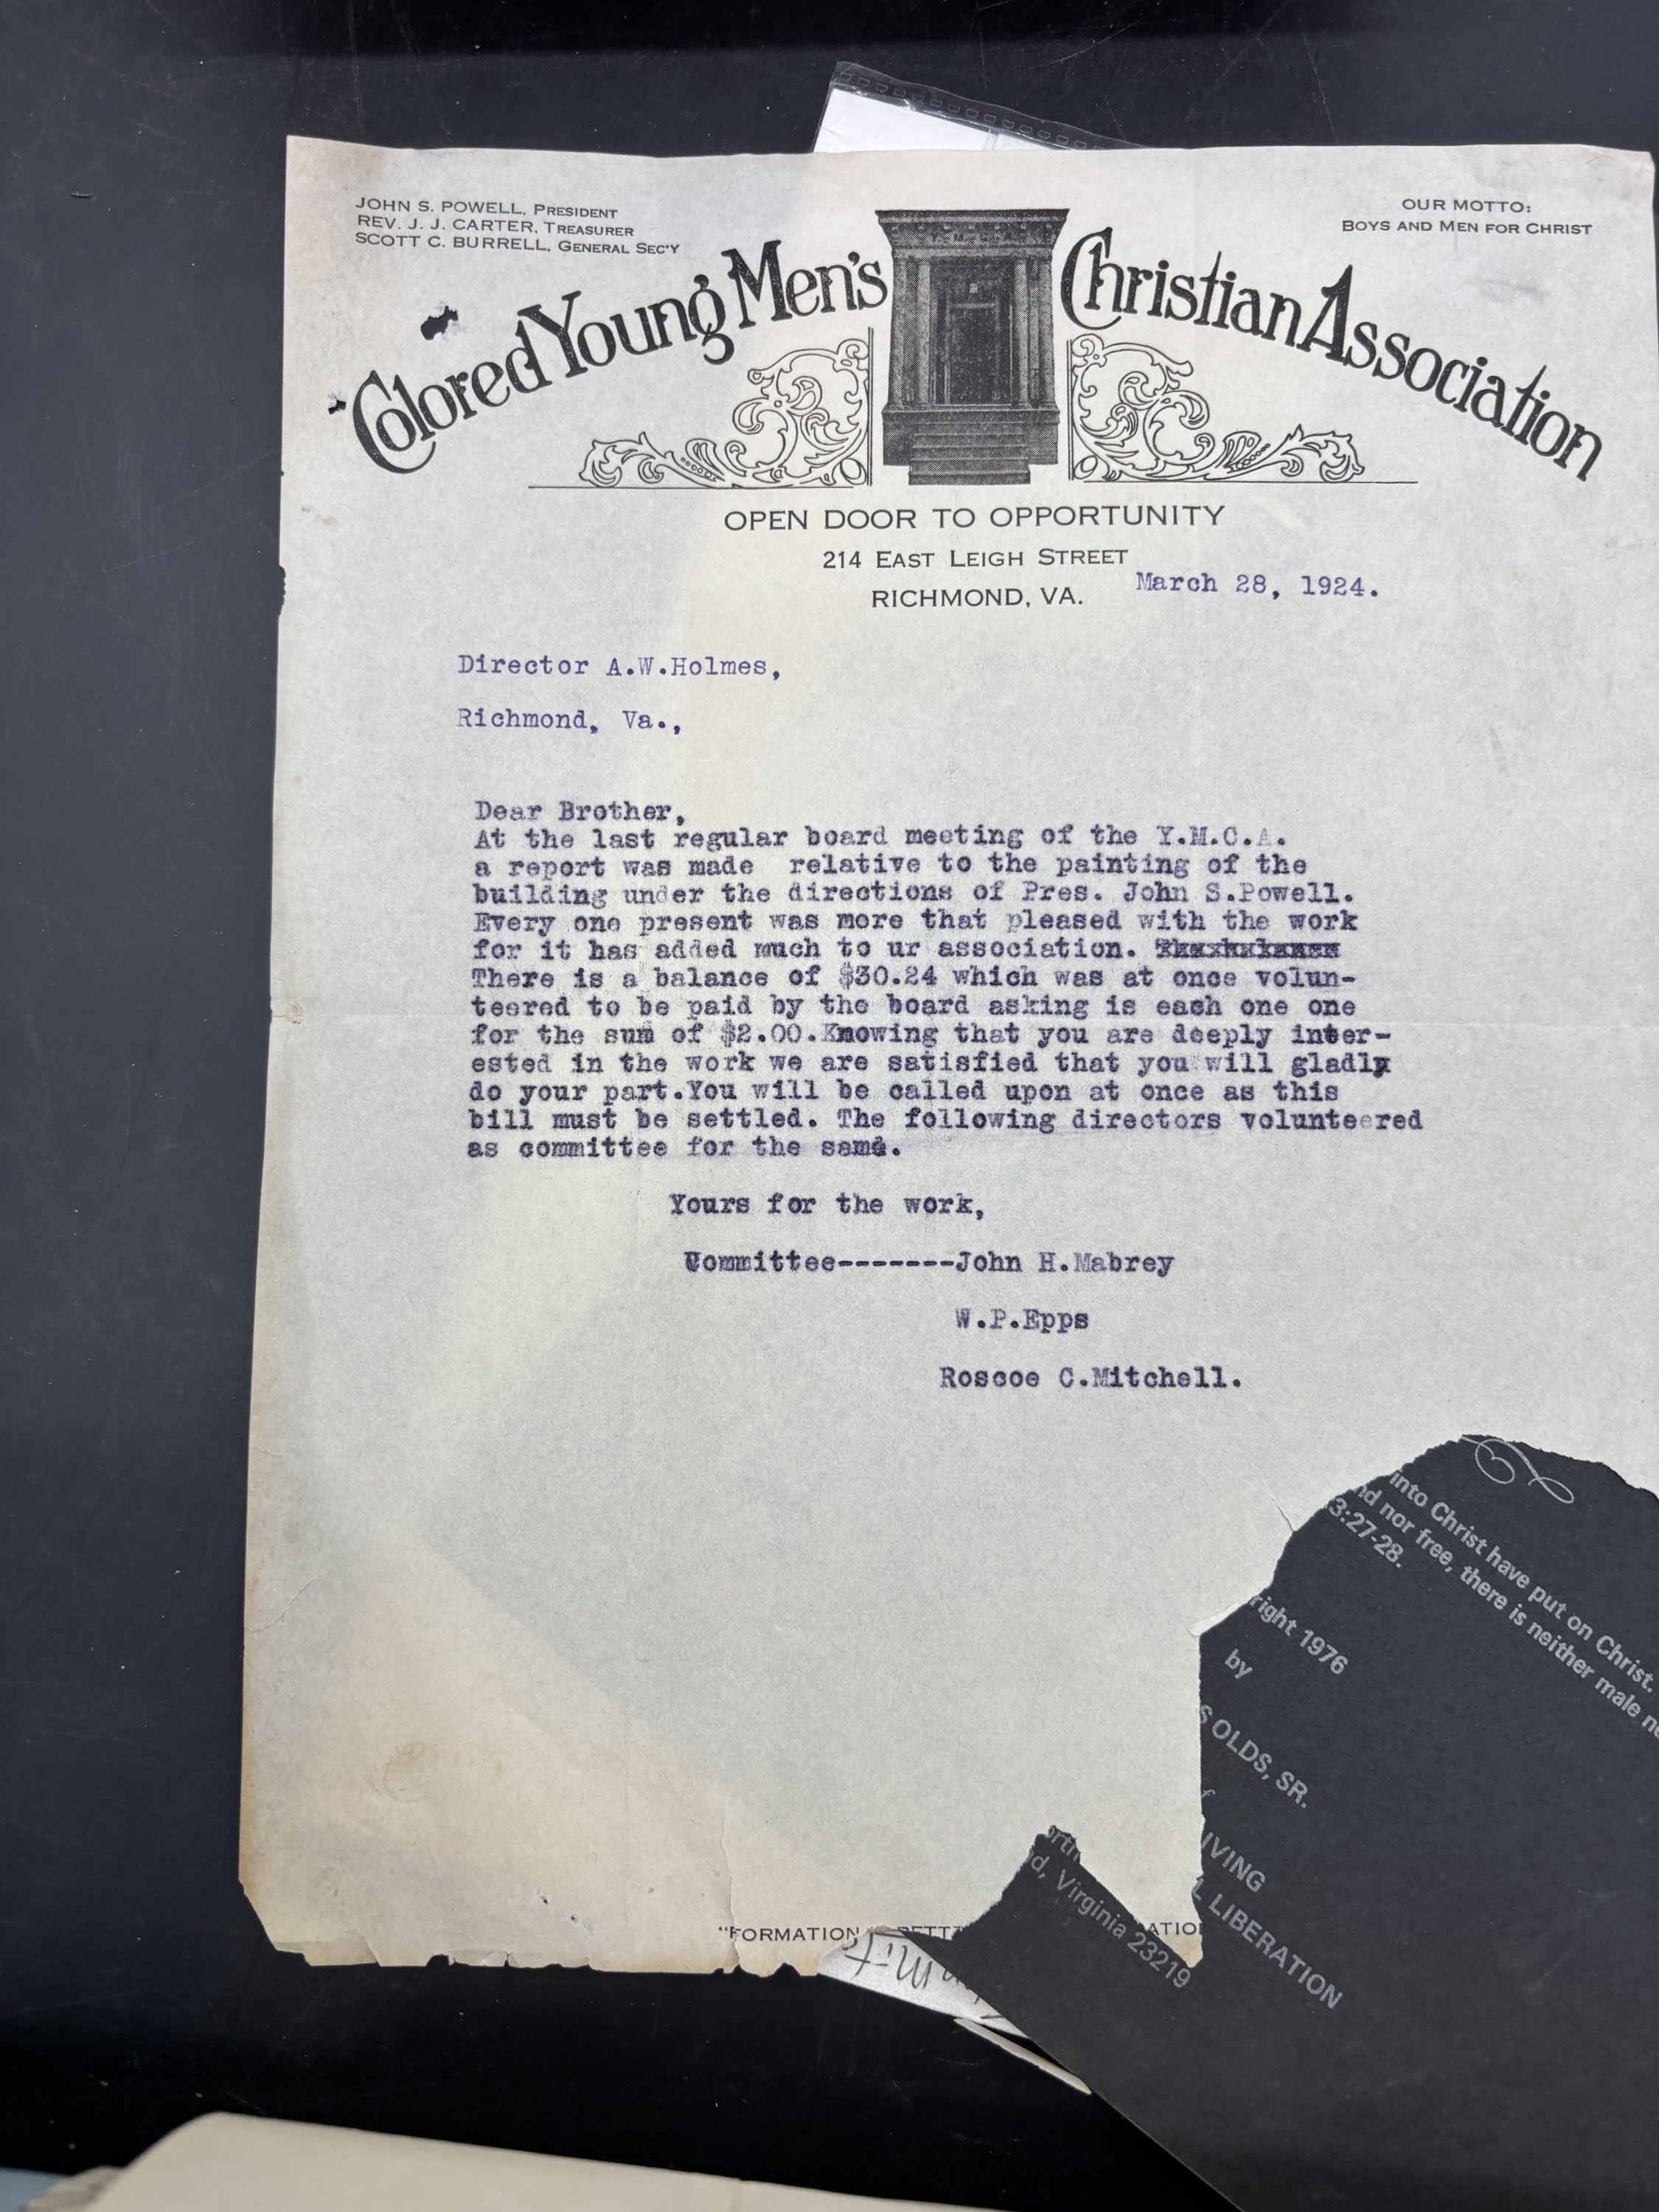 JOHN S. POWELL, PRESIDENT
REV. J. J. CARTER, TREASURER
SCOTT C. BURRELL, GENERAL SEC'Y
OUR MOTTO:
BOYS AND MEN FOR CHRIST
Colored Young Men's Christian Association
OPEN DOOR TO OPPORTUNITY
214 EAST LEIGH STREET
RICHMOND, VA.
March 28, 1924.
Director A.W.Holmes,
Richmond, Va.,
Dear Brother,
At the last regular board meeting of the Y.M.C.A.
a report was made relative to the painting of the
building under the directions of Pres. John S.Powell.
Every one present was more that pleased with the work
for it has added much to ur association.
There is a balance of $30.24 which was at once volun-
teered to be paid by the board asking is each one one
for the sum of $2.00.Knowing that you are deeply inter-
ested in the work we are satisfied that you will gladly
do your part.You will be called upon at once as this
bill must be settled. The following directors volunteered
as committee for the same.
Yours for the work,
Committee-------John H.Mabrey
W.P.Epps
Roscoe C.Mitchell.
"FORMATION
into Christ have put on Christ.
nd nor free, there is neither male
3:27-28.
right 1976
by
S OLDS, SR.
IVING
L LIBERATION
d, Virginia 23219